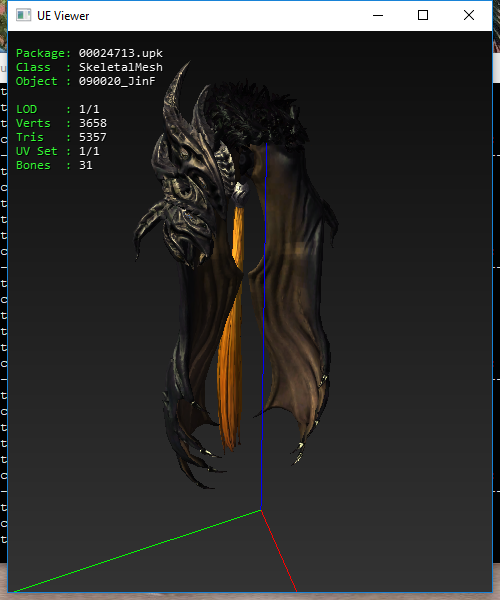 UE Viewer
Package: 00024713.upk
Class : SkeletalMesh
Object : 090020_JinF
LOD : 1/1
Verts : 3658
Tris : 5357
UV Set : 1/1
Bones : 31